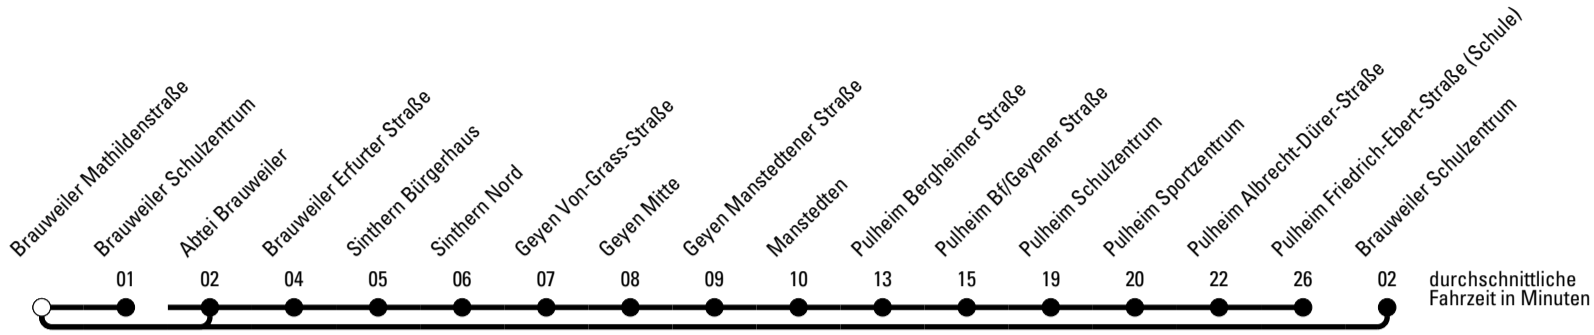 Brauweiler Mathildenstraße
Brauweiler Schulzentrum
Abtei Brauweiler
Brauweiler Erfurter Straße
Sinthern Bürgerhaus
Sinthern Nord
Geyen Von-Grass-Straße
Geyen Mitte
Geyen Manstedtener Straße
Manstedten
Pulheim Bergheimer Straße
Pulheim Bf/Geyener Straße
Pulheim Schulzentrum
Pulheim Sportzentrum
Pulheim Albrecht-Dürer-Straße
Pulheim Friedrich-Ebert-Straße (Schule)
Brauweiler Schulzentrum
01 02 04 05 06 07 08 09 10 13 15 19 20 22 26 02
durchschnittliche
Fahrzeit in Minuten